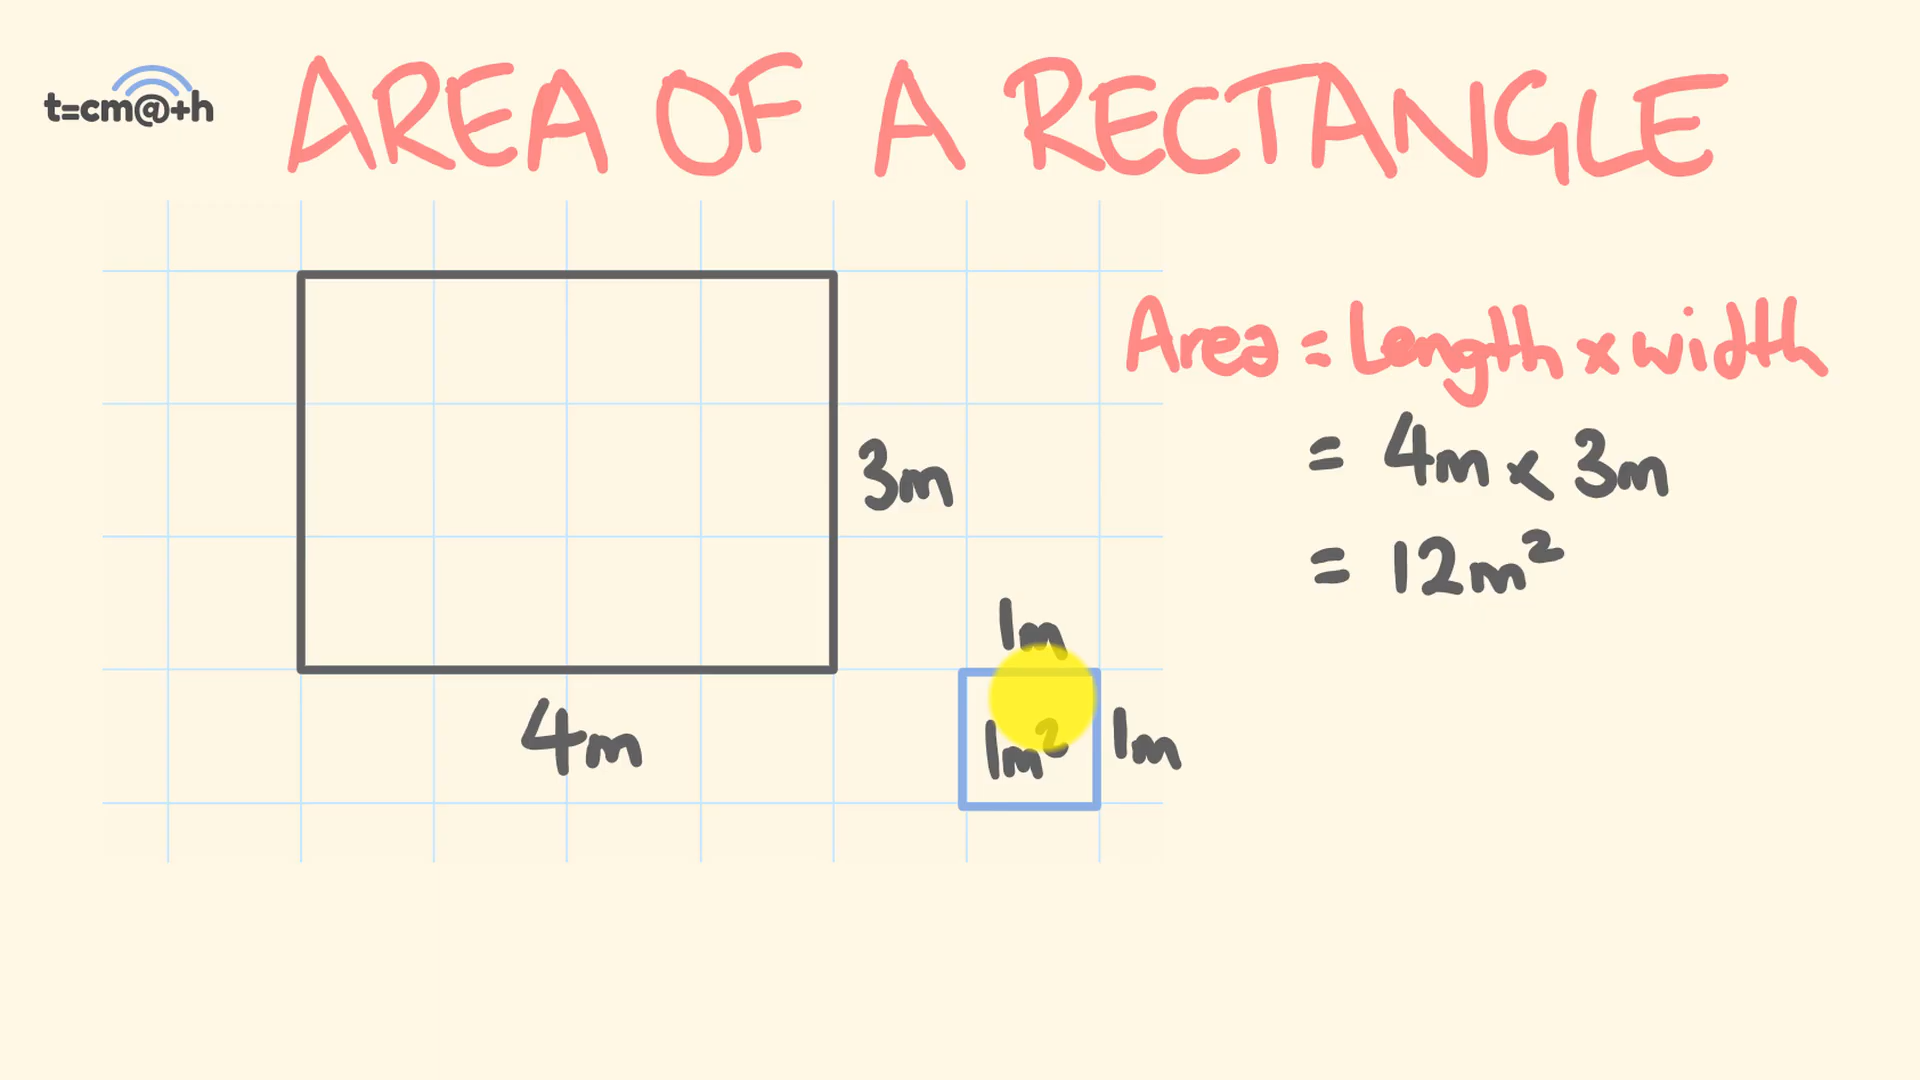 t=cm@+h
AREA OF A RECTANGLE
Area = Length x width
= 4m x 3m
3m
= 12m²
1m
4m
1m²
1m